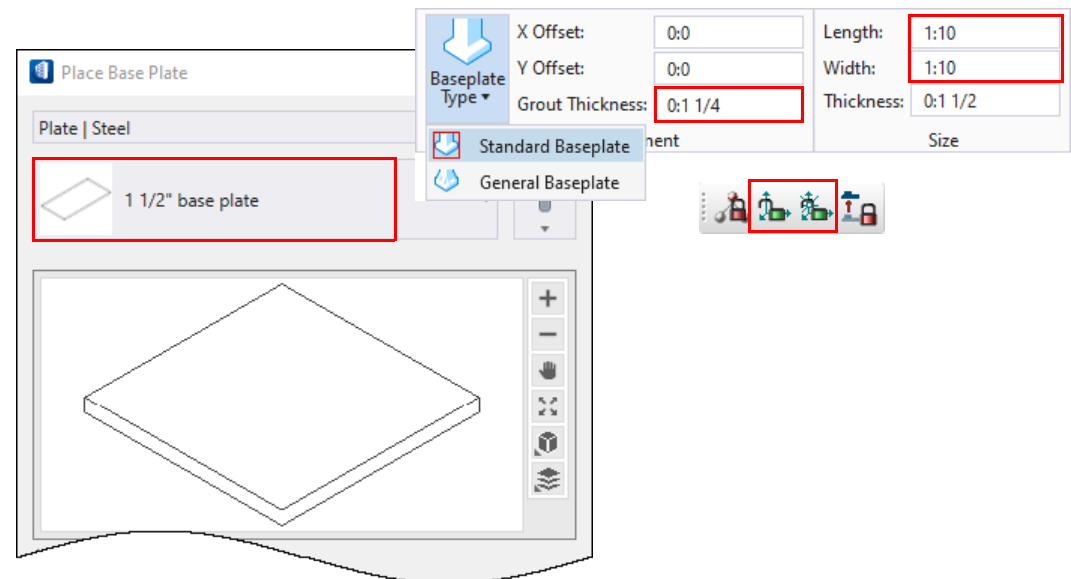 Place Base Plate
Plate | Steel
1 1/2" base plate
Baseplate
Type
X Offset: 0:0
Y Offset: 0:0
Grout Thickness: 0:1 1/4
Length: 1:10
Width: 1:10
Thickness: 0:1 1/2
Standard Baseplate
General Baseplate
Size